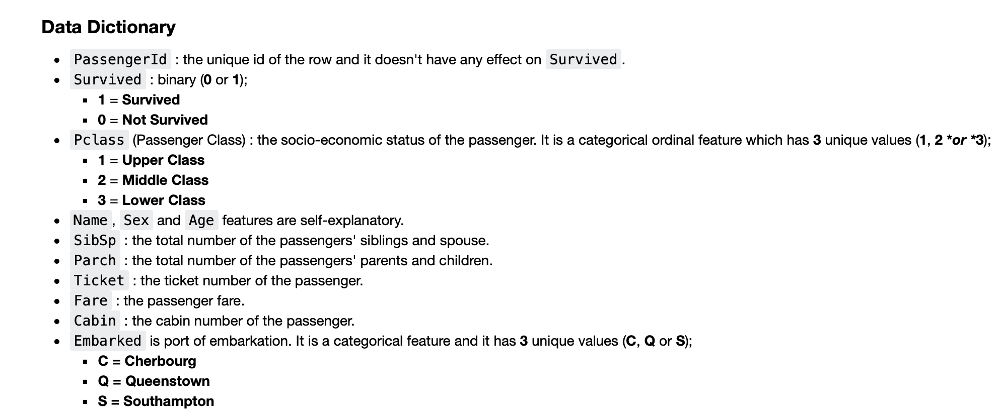 Data Dictionary
PassengerId : the unique id of the row and it doesn't have any effect on Survived .
Survived : binary (0 or 1);
1 = Survived
0 = Not Survived
Pclass (Passenger Class) : the socio-economic status of the passenger. It is a categorical ordinal feature which has 3 unique values (1, 2 *or *3);
1 = Upper Class
2 = Middle Class
3 = Lower Class
Name , Sex and Age features are self-explanatory.
SibSp : the total number of the passengers' siblings and spouse.
Parch : the total number of the passengers' parents and children.
Ticket : the ticket number of the passenger.
Fare : the passenger fare.
Cabin : the cabin number of the passenger.
Embarked is port of embarkation. It is a categorical feature and it has 3 unique values (C, Q or S);
C = Cherbourg
Q = Queenstown
S = Southampton